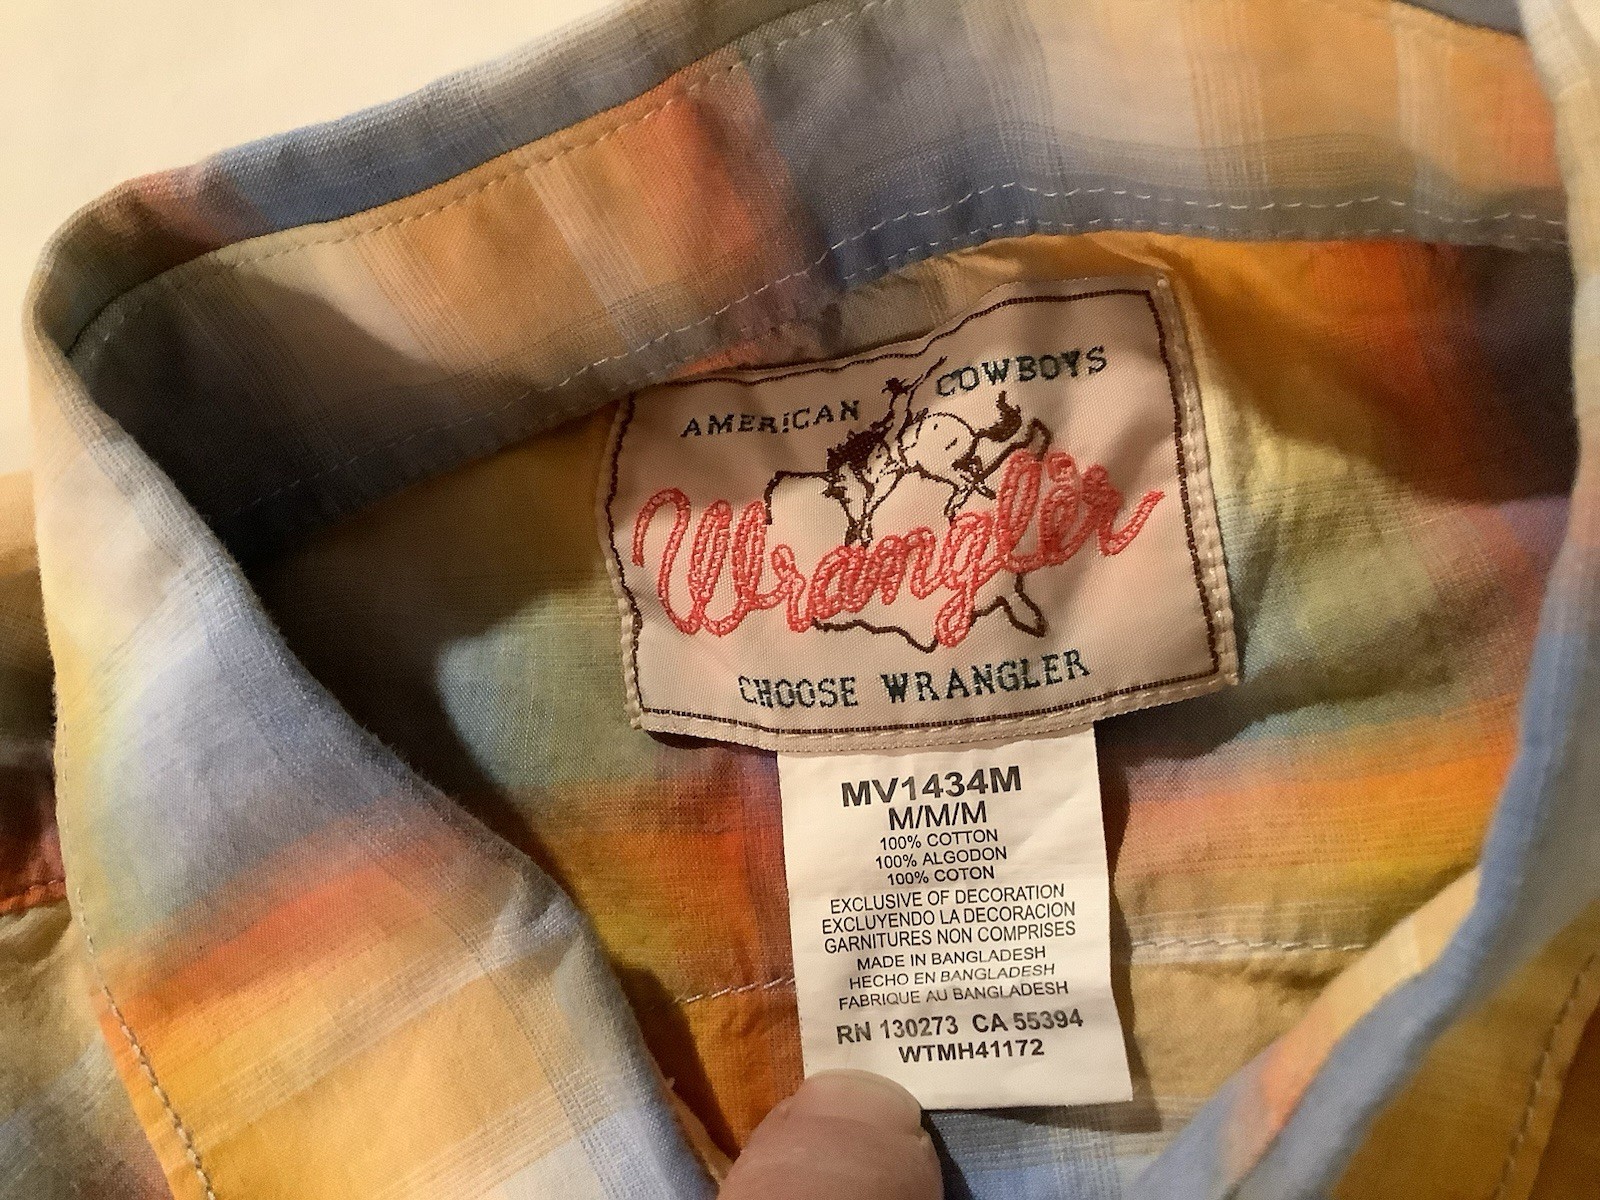 AMERICAN COWBOYS
Wrangler
CHOOSE WRANGLER
MV1434M
M/M/M
100% COTTON
100% ALGODON
100% COTON
EXCLUSIVE OF DECORATION
EXCLUYENDO LA DECORACION
GARNITURES NON COMPRISES
MADE IN BANGLADESH
HECHO EN BANGLADESH
FABRIQUE AU BANGLADESH
RN 130273 CA 55394
WTMH41172